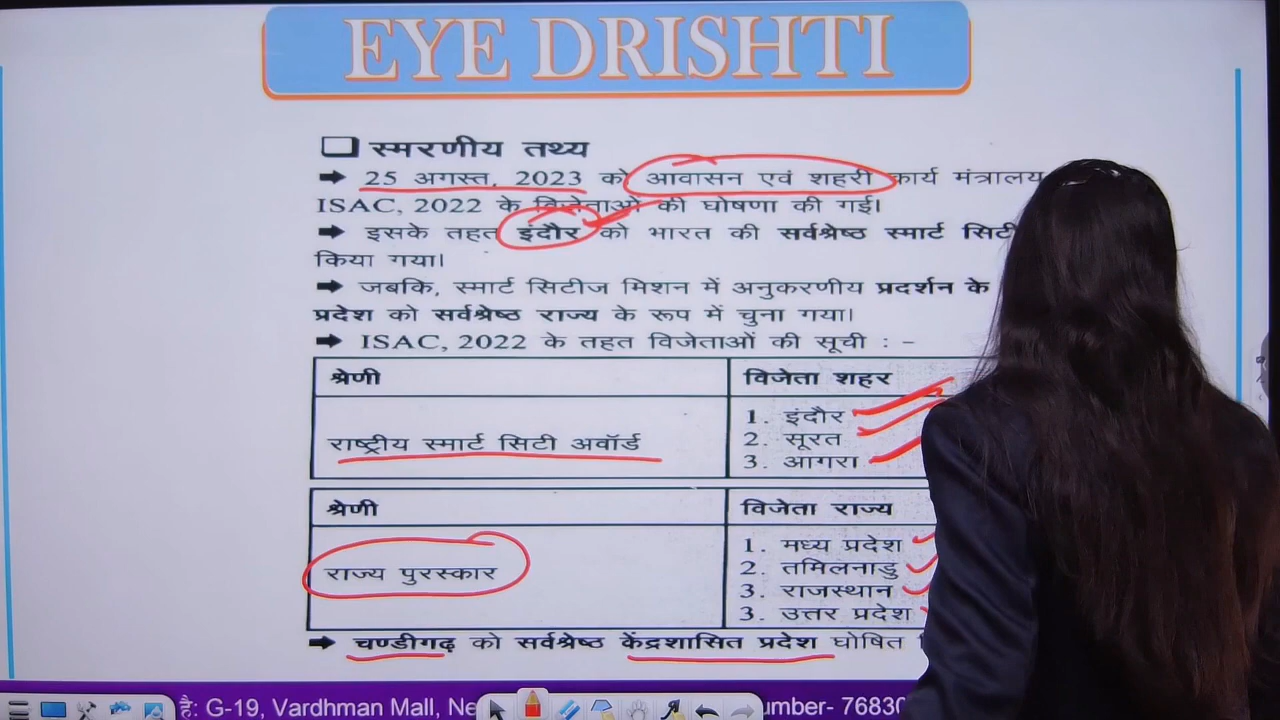 EYE DRISHTI
❑ स्मरणीय तथ्य
➡ 25 अगस्त, 2023 को आवासन एवं शहरी कार्य मंत्रालय
ISAC, 2022 के विजेताओं की घोषणा की गई।
➡ इसके तहत इंदौर को भारत की सर्वश्रेष्ठ स्मार्ट सिटी
किया गया।
➡ जबकि, स्मार्ट सिटीज मिशन में अनुकरणीय प्रदर्शन के
प्रदेश को सर्वश्रेष्ठ राज्य के रूप में चुना गया।
➡ ISAC, 2022 के तहत विजेताओं की सूची : –
श्रेणी विजेता शहर
राष्ट्रीय स्मार्ट सिटी अवॉर्ड
1. इंदौर
2. सूरत
3. आगरा
श्रेणी विजेता राज्य
राज्य पुरस्कार
1. मध्य प्रदेश
2. तमिलनाडु
3. राजस्थान
3. उत्तर प्रदेश
➡ चण्डीगढ़ को सर्वश्रेष्ठ केंद्रशासित प्रदेश घोषित
है: G-19, Vardhman Mall, Ne umber- 7683